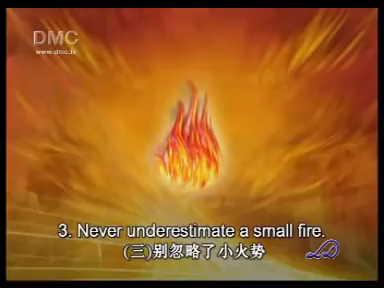 DMC
www.dmc.tv
3. Never underestimate a small fire.
(三)别忽略了小火势